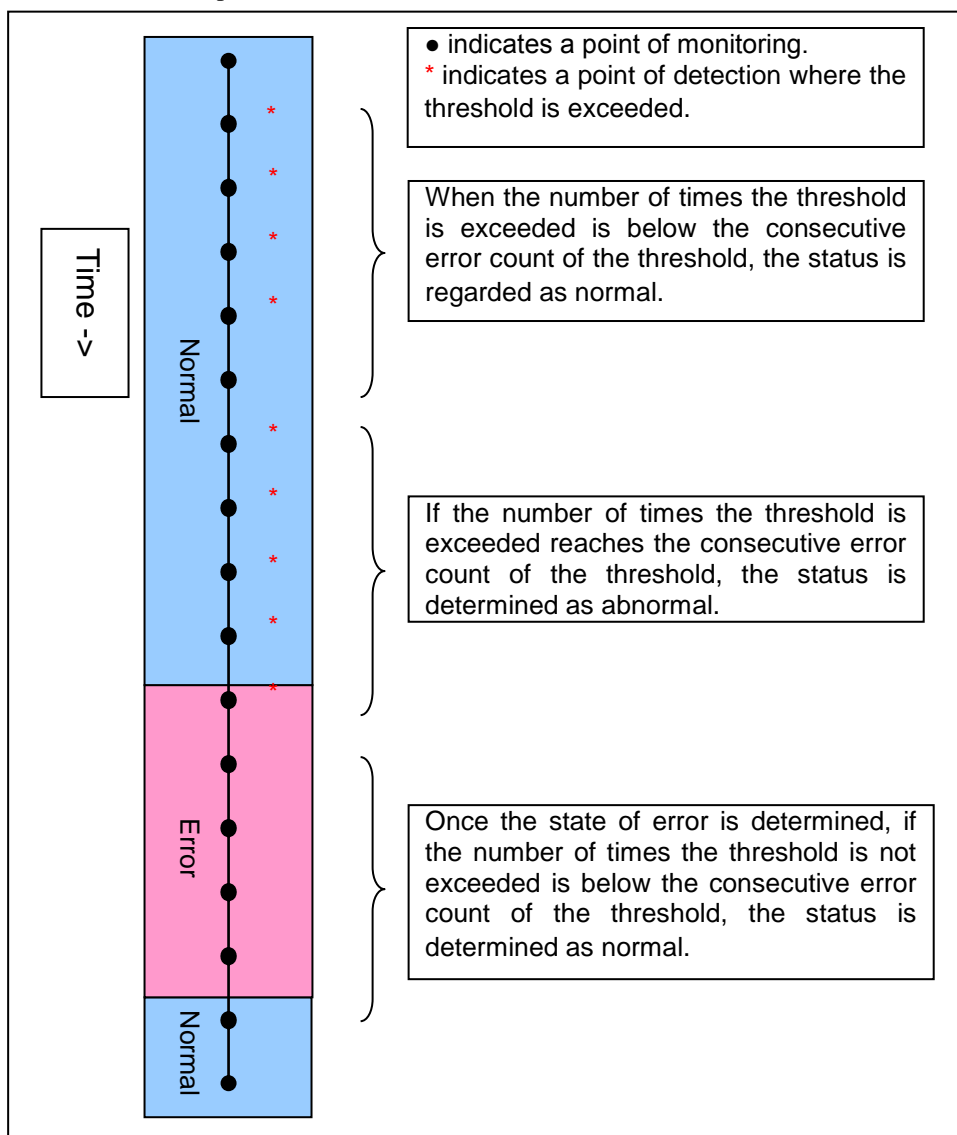 ● indicates a point of monitoring.
* indicates a point of detection where the
threshold is exceeded.
*
*
When the number of times the threshold
is exceeded is below the consecutive
error count of the threshold, the status is
regarded as normal.
Time ->
*
*
Normal
*
*
If the number of times the threshold is
exceeded reaches the consecutive error
count of the threshold, the status is
determined as abnormal.
*
*
*
Error
Once the state of error is determined, if
the number of times the threshold is not
exceeded is below the consecutive error
count of the threshold, the status is
determined as normal.
Normal